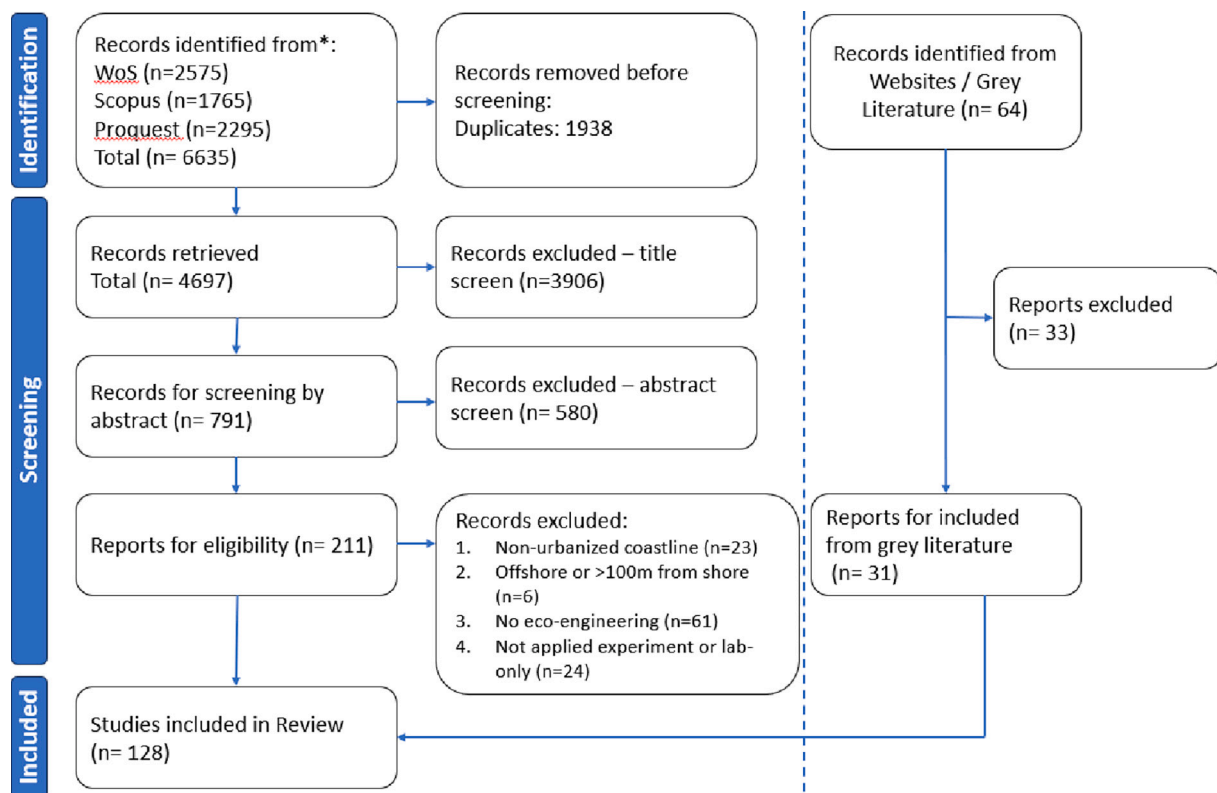 Identification
Records identified from*:
WoS (n=2575)
Scopus (n=1765)
Proquest (n=2295)
Total (n= 6635)
Records removed before
screening:
Duplicates: 1938
Records identified from
Websites / Grey
Literature (n= 64)
Screening
Records retrieved
Total (n= 4697)
Records excluded – title
screen (n=3906)
Reports excluded
(n= 33)
Records for screening by
abstract (n= 791)
Records excluded – abstract
screen (n= 580)
Reports for eligibility (n= 211)
Records excluded:
1. Non-urbanized coastline (n=23)
2. Offshore or >100m from shore
(n=6)
3. No eco-engineering (n=61)
4. Not applied experiment or lab-
only (n=24)
Reports for included
from grey literature
(n= 31)
Included
Studies included in Review
(n= 128)